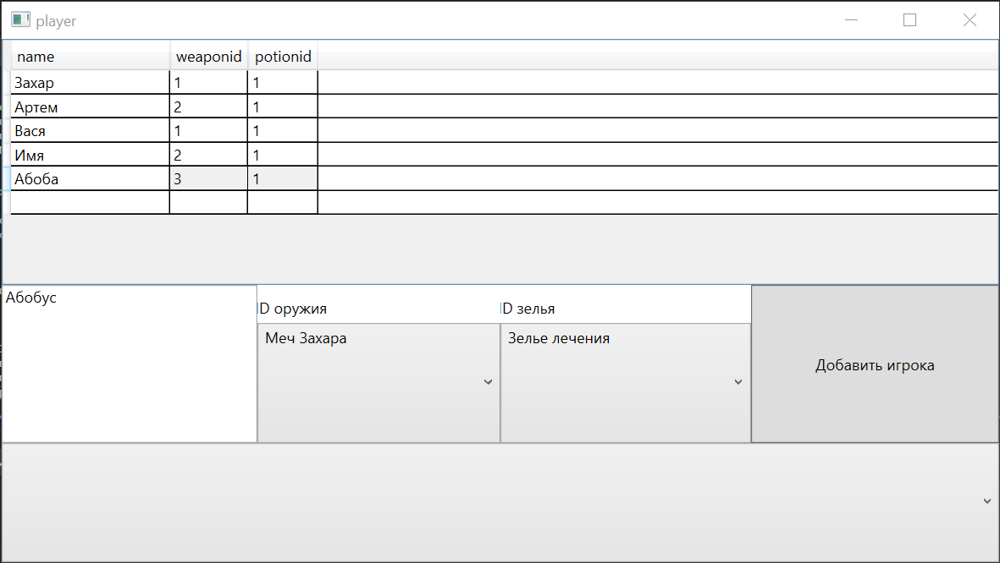 player
name weaponid potionid
Захар 1 1
Артем 2 1
Вася 1 1
Имя 2 1
Абоба 3 1
Абобус
ID оружия ID зелья
Меч Захара Зелье лечения
Добавить игрока